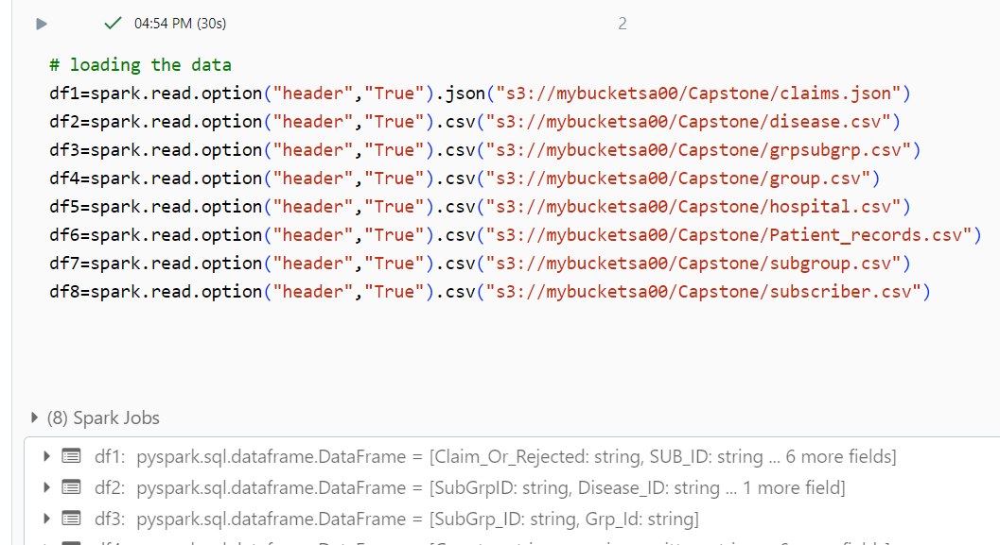 04:54 PM (30s)
2
# loading the data
df1=spark.read.option("header","True").json("s3://mybucketsa00/Capstone/claims.json")
df2=spark.read.option("header","True").csv("s3://mybucketsa00/Capstone/disease.csv")
df3=spark.read.option("header","True").csv("s3://mybucketsa00/Capstone/grpsubgrp.csv")
df4=spark.read.option("header","True").csv("s3://mybucketsa00/Capstone/group.csv")
df5=spark.read.option("header","True").csv("s3://mybucketsa00/Capstone/hospital.csv")
df6=spark.read.option("header","True").csv("s3://mybucketsa00/Capstone/Patient_records.csv")
df7=spark.read.option("header","True").csv("s3://mybucketsa00/Capstone/subgroup.csv")
df8=spark.read.option("header","True").csv("s3://mybucketsa00/Capstone/subscriber.csv")
(8) Spark Jobs
df1: pyspark.sql.dataframe.DataFrame = [Claim_Or_Rejected: string, SUB_ID: string ... 6 more fields]
df2: pyspark.sql.dataframe.DataFrame = [SubGrpID: string, Disease_ID: string ... 1 more field]
df3: pyspark.sql.dataframe.DataFrame = [SubGrp_ID: string, Grp_Id: string]